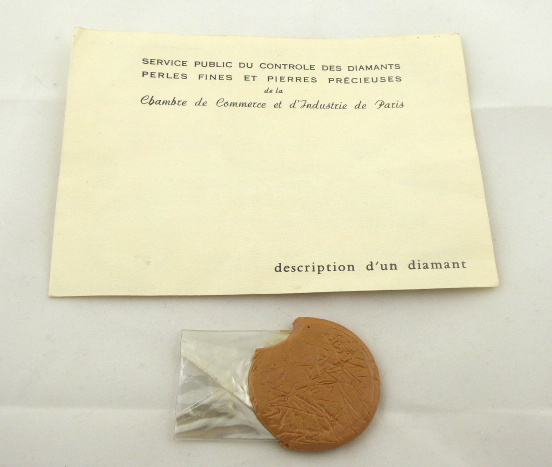 SERVICE PUBLIC DU CONTROLE DES DIAMANTS
PERLES FINES ET PIERRES PRÉCIEUSES
de la
Chambre de Commerce et d'Industrie de Paris
description d'un diamant